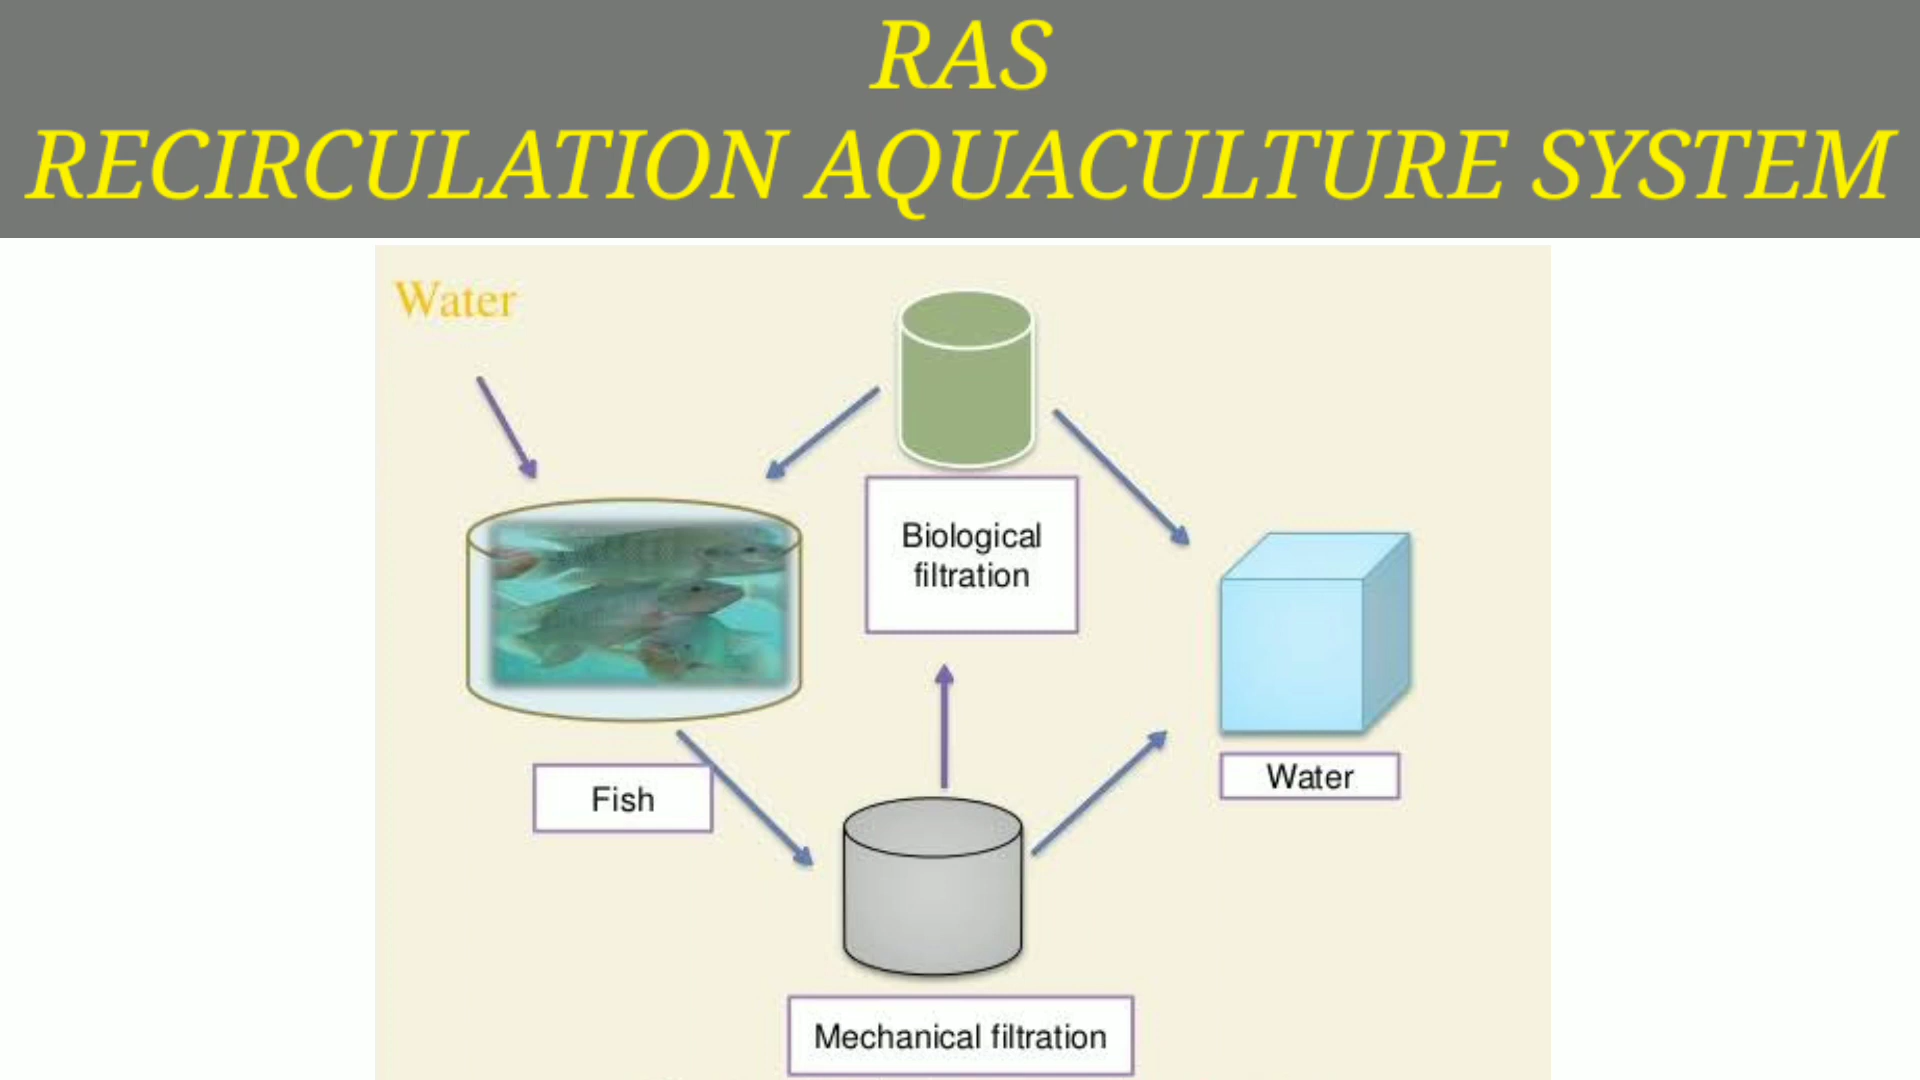 RAS
RECIRCULATION AQUACULTURE SYSTEM
Water
Biological
filtration
Water
Fish
Mechanical filtration